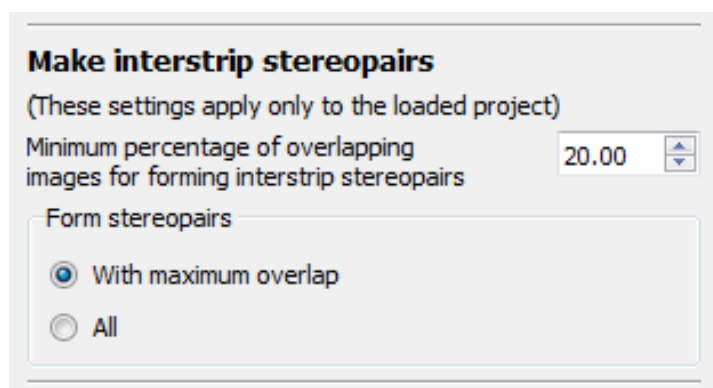 Make interstrip stereopairs
(These settings apply only to the loaded project)
Minimum percentage of overlapping
images for forming interstrip stereopairs
20.00
Form stereopairs
With maximum overlap
All